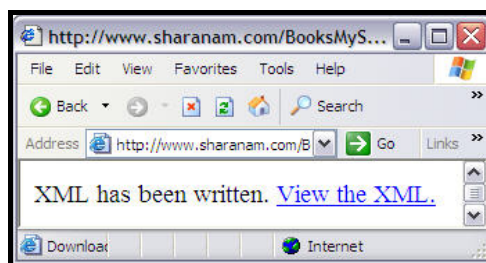 http://www.sharanam.com/BooksMyS...
File Edit View Favorites Tools Help
Back Search »
Address http://www.sharanam.com/B Go Links »
XML has been written. View the XML.
Download Internet